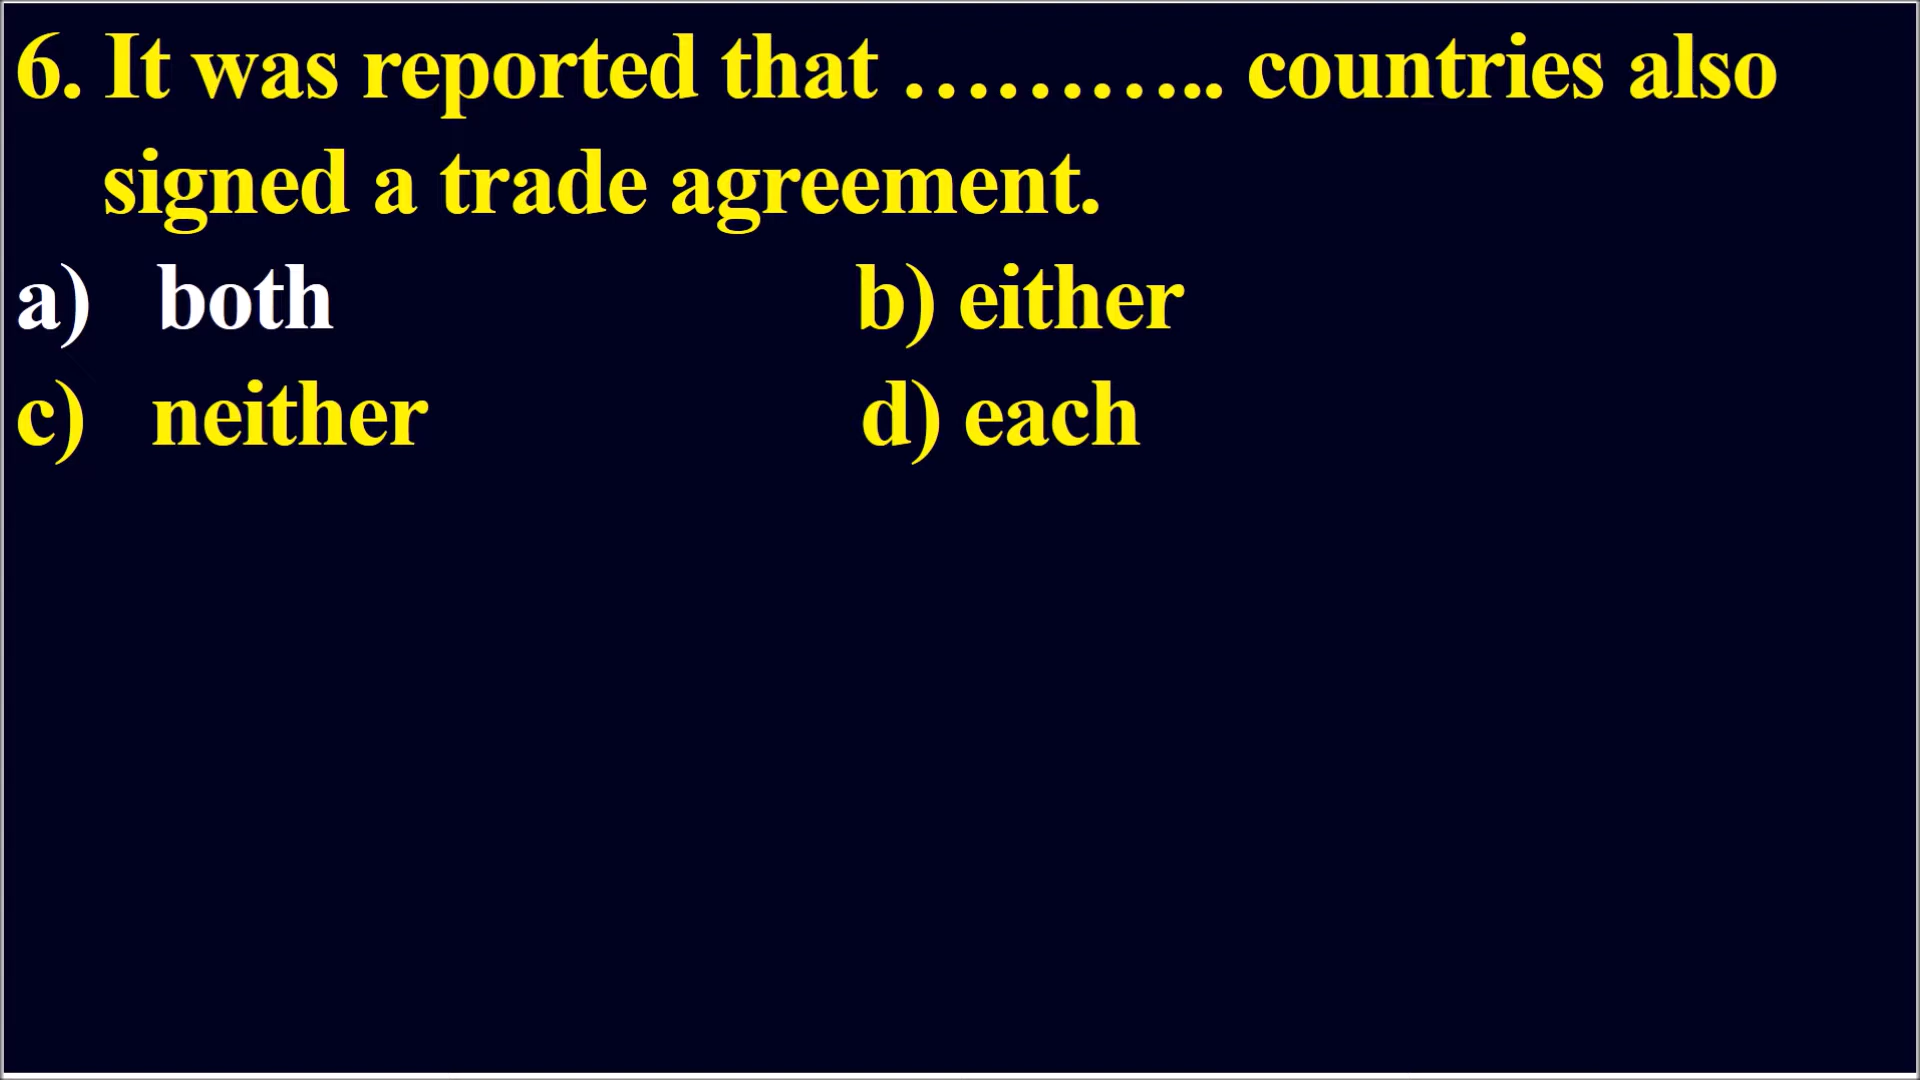 6. It was reported that ……….. countries also
signed a trade agreement.
a) both b) either
c) neither d) each